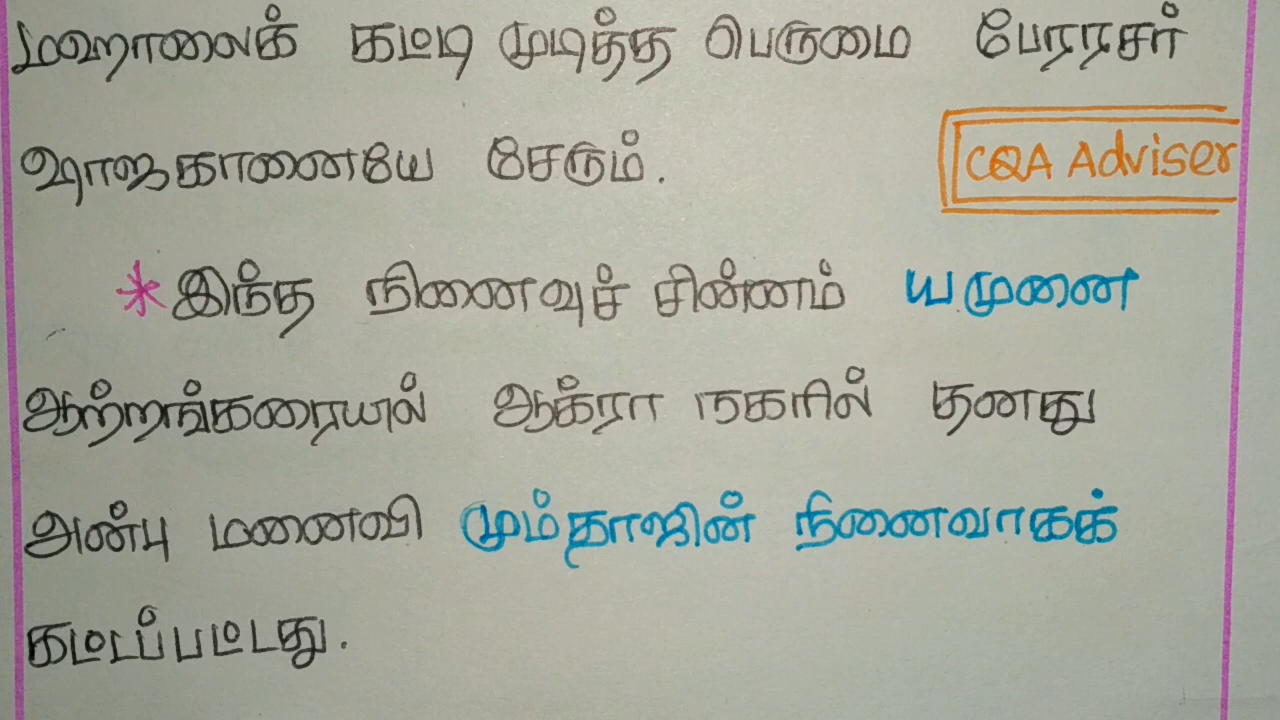 மஹாலைக் கட்டி முடித்த பெருமை பேரரசர்
ஷாஜகானையே சேரும்.
CQA Adviser
* இந்த நினைவுச் சின்னம் யமுனை
ஆற்றங்கரையில் ஆக்ரா நகரில் தனது
அன்பு மனைவி மும்தாஜின் நினைவாகக்
கட்டப்பட்டது.